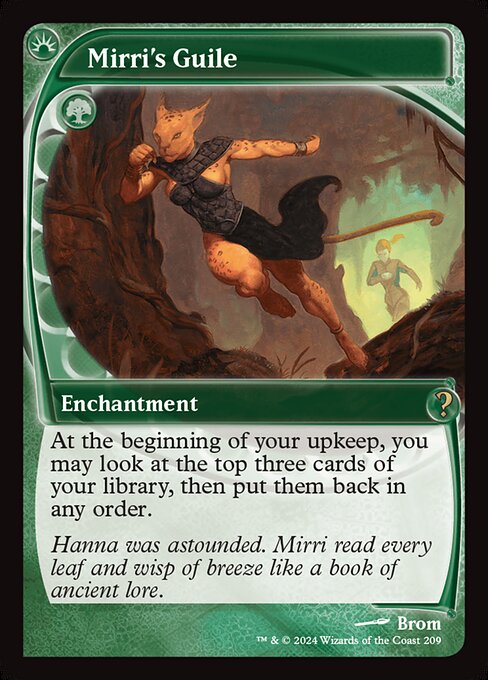 Mirri's Guile
Enchantment
?
At the beginning of your upkeep, you
may look at the top three cards of
your library, then put them back in
any order.
Hanna was astounded. Mirri read every
leaf and wisp of breeze like a book of
ancient lore.
Brom
™ & © 2024 Wizards of the Coast 209